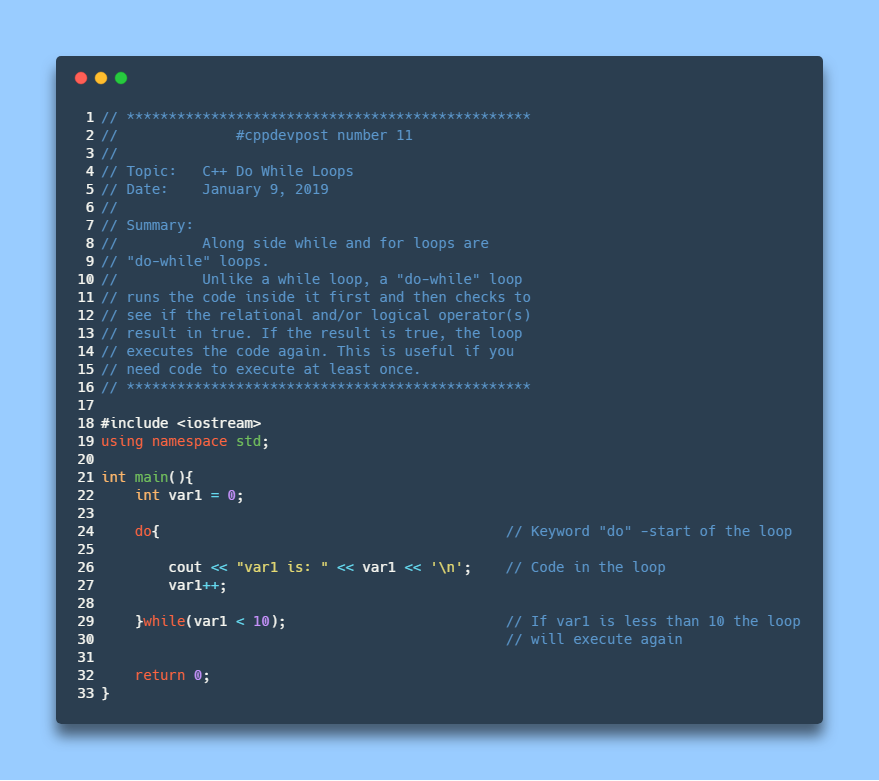 1 // ************************************************
2 //              #cppdevpost number 11
3 //
4 // Topic:   C++ Do While Loops
5 // Date:    January 9, 2019
6 //
7 // Summary:
8 //          Along side while and for loops are
9 // "do-while" loops.
10 //          Unlike a while loop, a "do-while" loop
11 // runs the code inside it first and then checks to
12 // see if the relational and/or logical operator(s)
13 // result in true. If the result is true, the loop
14 // executes the code again. This is useful if you
15 // need code to execute at least once.
16 // ************************************************
17
18 #include <iostream>
19 using namespace std;
20
21 int main(){
22     int var1 = 0;
23
24     do{                                         // Keyword "do" -start of the loop
25
26         cout << "var1 is: " << var1 << '\n';    // Code in the loop
27         var1++;
28
29     }while(var1 < 10);                          // If var1 is less than 10 the loop
30                                                 // will execute again
31
32     return 0;
33 }